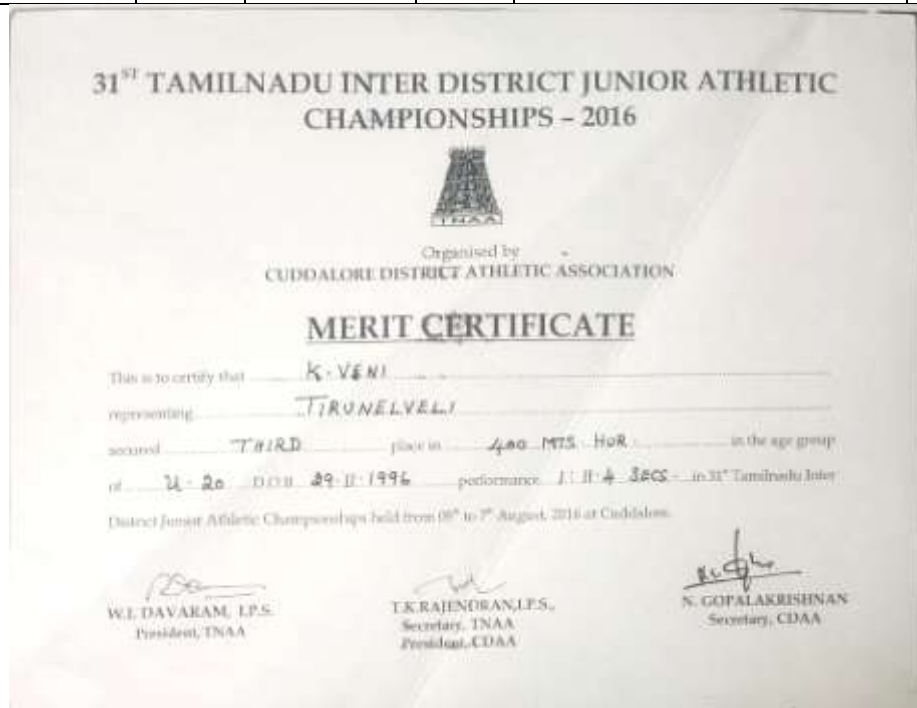 31ST TAMILNADU INTER DISTRICT JUNIOR ATHLETIC
CHAMPIONSHIPS – 2016
TNAA
Organised by
CUDDALORE DISTRICT ATHLETIC ASSOCIATION
MERIT CERTIFICATE
This is to certify that K. VENI
representing TIRUNELVELI
secured THIRD place in 400 MTS HUR in the age group
of U-20 D.O.B 29-11-1996 performance 1:11.4 SECS in 31st Tamilnadu Inter
District Junior Athletic Championships held from to 7th August, 2016 at Cuddalore.
W.I. DAVARAM, I.P.S. T.K.RAJENDRAN,I.P.S., N. GOPALAKRISHNAN
President, TNAA Secretary, TNAA Secretary, CDAA
President, CDAA